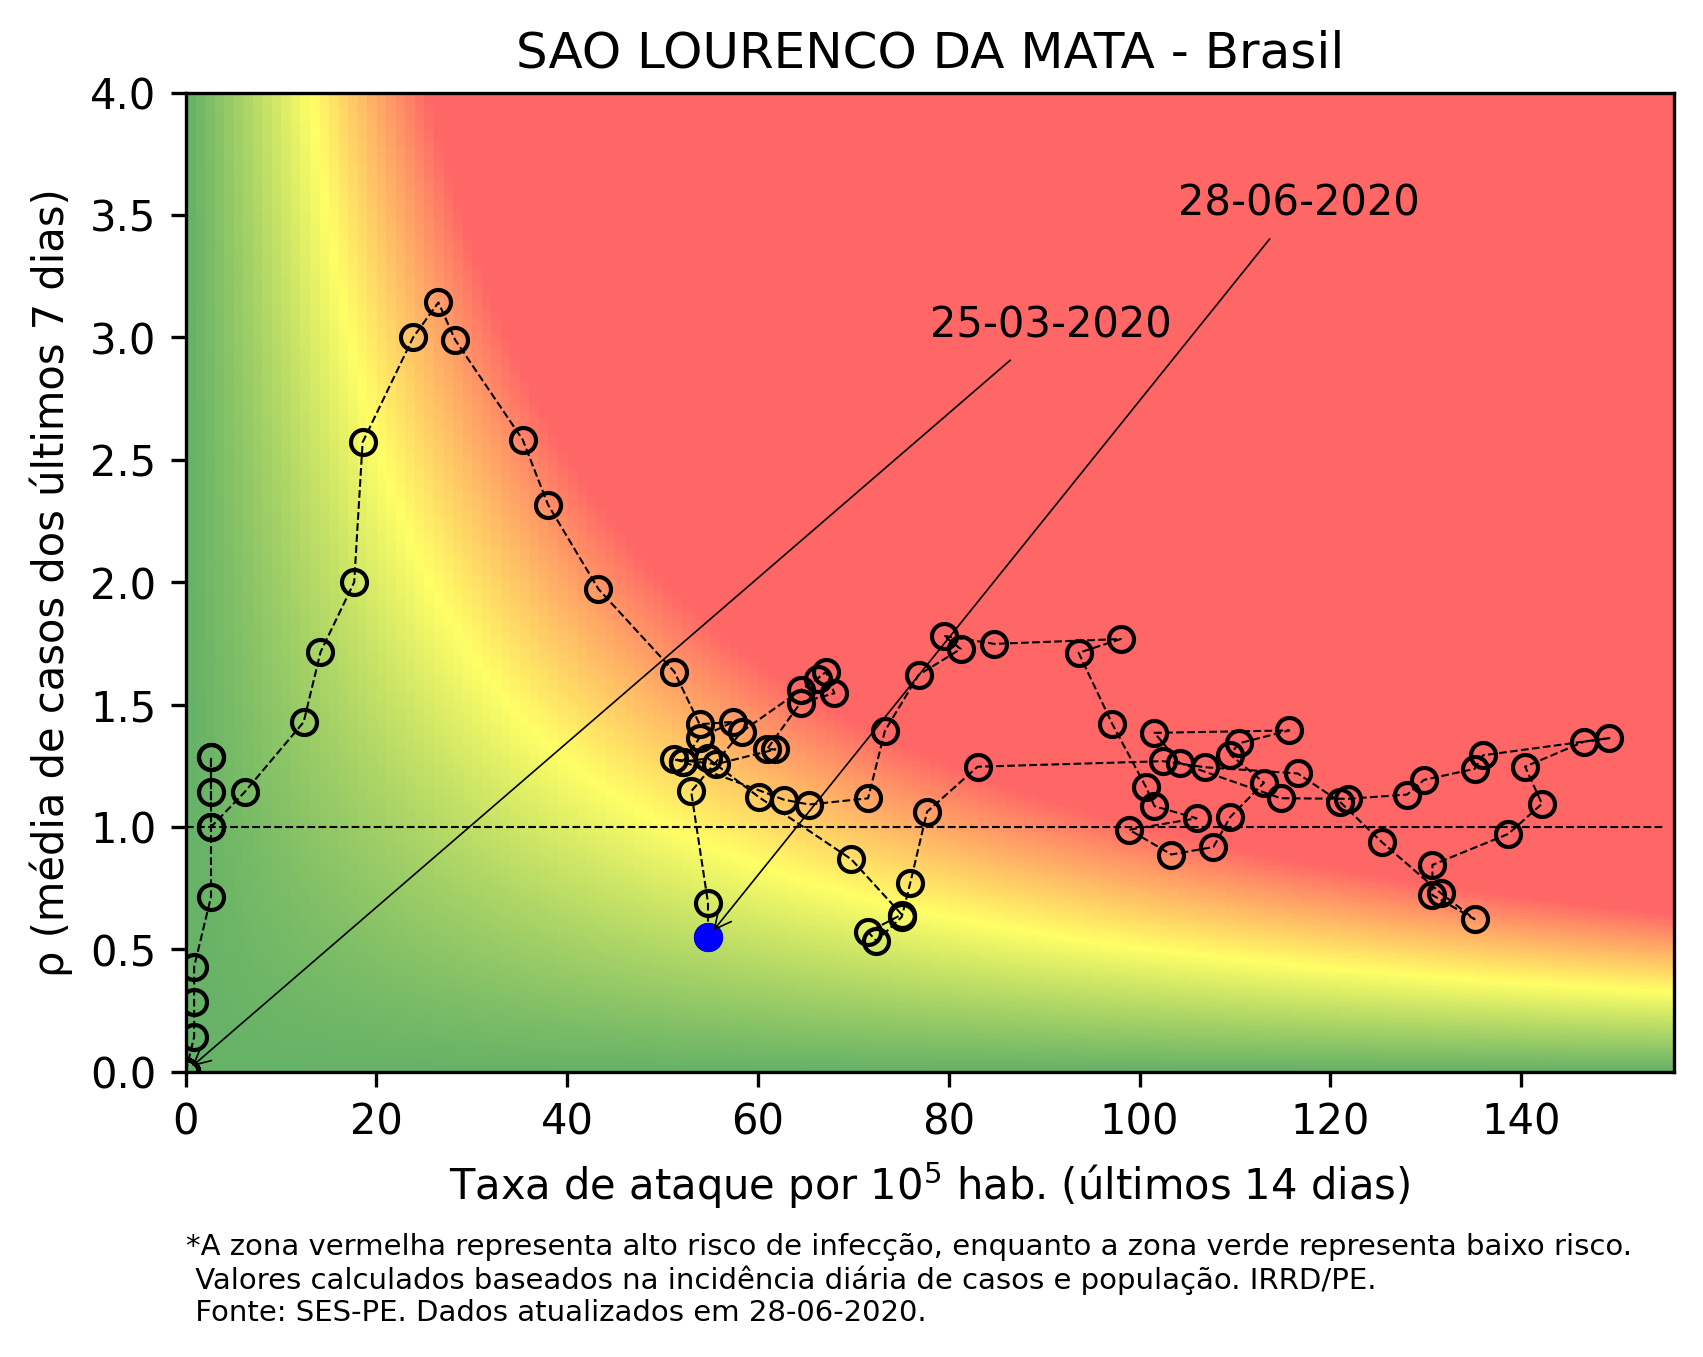 SAO LOURENCO DA MATA - Brasil
ρ (média de casos dos últimos 7 dias)
4.0
3.5
3.0
2.5
2.0
1.5
1.0
0.5
0.0
28-06-2020
25-03-2020
0 20 40 60 80 100 120 140
Taxa de ataque por 10⁵ hab. (últimos 14 dias)
*A zona vermelha representa alto risco de infecção, enquanto a zona verde representa baixo risco.
Valores calculados baseados na incidência diária de casos e população. IRRD/PE.
Fonte: SES-PE. Dados atualizados em 28-06-2020.